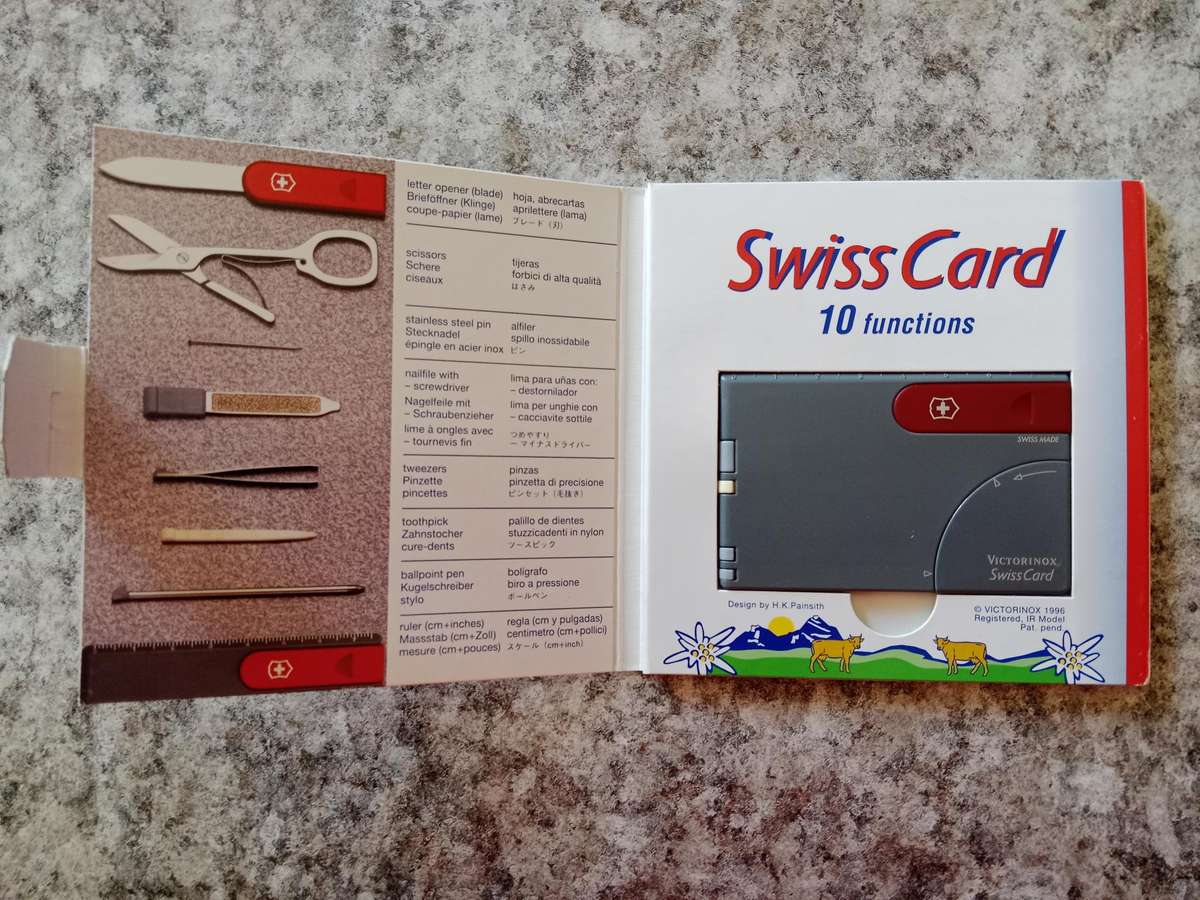 letter opener (blade)
Brieföffner (Klinge)
coupe-papier (lame)
hoja, abrecartas
aprilettere (lama)
ブレード (刃)
scissors
Schere
ciseaux
tijeras
forbici di alta qualità
はさみ
stainless steel pin
Stecknadel
épingle en acier inox
alfiler
spillo inossidabile
ピン
nailfile with
– screwdriver
Nagelfeile mit
– Schraubenzieher
lime à ongles avec
– tournevis fin
lima para uñas con:
– destornilador
lima per unghie con
– cacciavite sottile
つめやすり
– マイナスドライバー
tweezers
Pinzette
pincettes
pinzas
pinzetta di precisione
ピンセット (毛抜き)
toothpick
Zahnstocher
cure-dents
palillo de dientes
stuzzicadenti in nylon
ツースピック
ballpoint pen
Kugelschreiber
stylo
bolígrafo
biro a pressione
ボールペン
ruler (cm+inches)
Massstab (cm+Zoll)
mesure (cm+pouces)
regla (cm y pulgadas)
centimetro (cm+pollici)
スケール (cm+inch)
Swiss Card
10 functions
SWISS MADE
VICTORINOX
SwissCard
Design by H.K.Painsith
© VICTORINOX 1996
Registered, IR Model
Pat. pend.